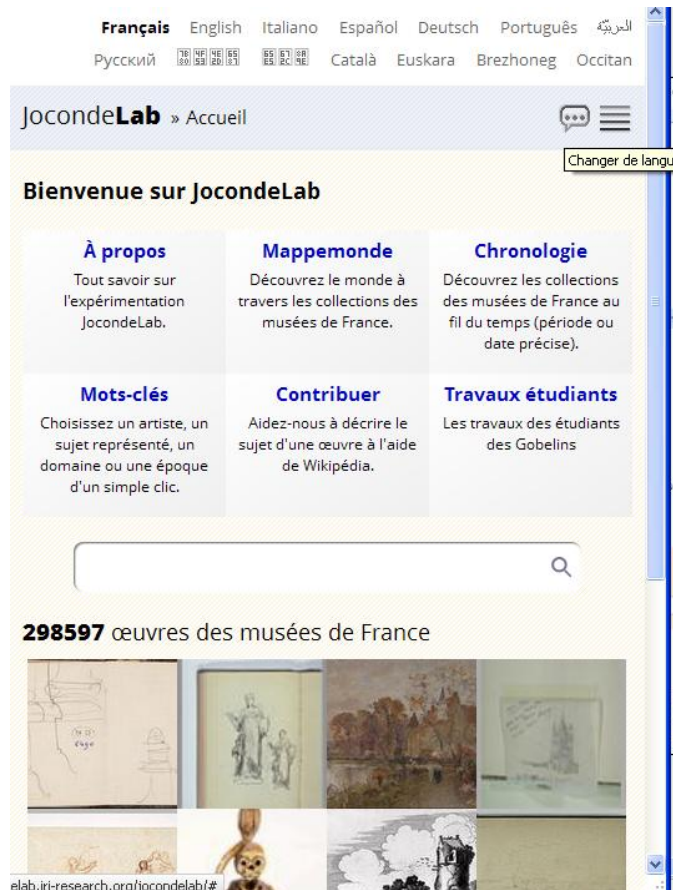 Français English Italiano Español Deutsch Português العربيّة
Русский Català Euskara Brezhoneg Occitan
JocondeLab » Accueil
Changer de langu
Bienvenue sur JocondeLab
À propos
Tout savoir sur
l'expérimentation
JocondeLab.
Mappemonde
Découvrez le monde à
travers les collections des
musées de France.
Chronologie
Découvrez les collections
des musées de France au
fil du temps (période ou
date précise).
Mots-clés
Choisissez un artiste, un
sujet représenté, un
domaine ou une époque
d'un simple clic.
Contribuer
Aidez-nous à décrire le
sujet d'une œuvre à l'aide
de Wikipédia.
Travaux étudiants
Les travaux des étudiants
des Gobelins
298597 œuvres des musées de France
elab.iri-research.org/jocondelab/#